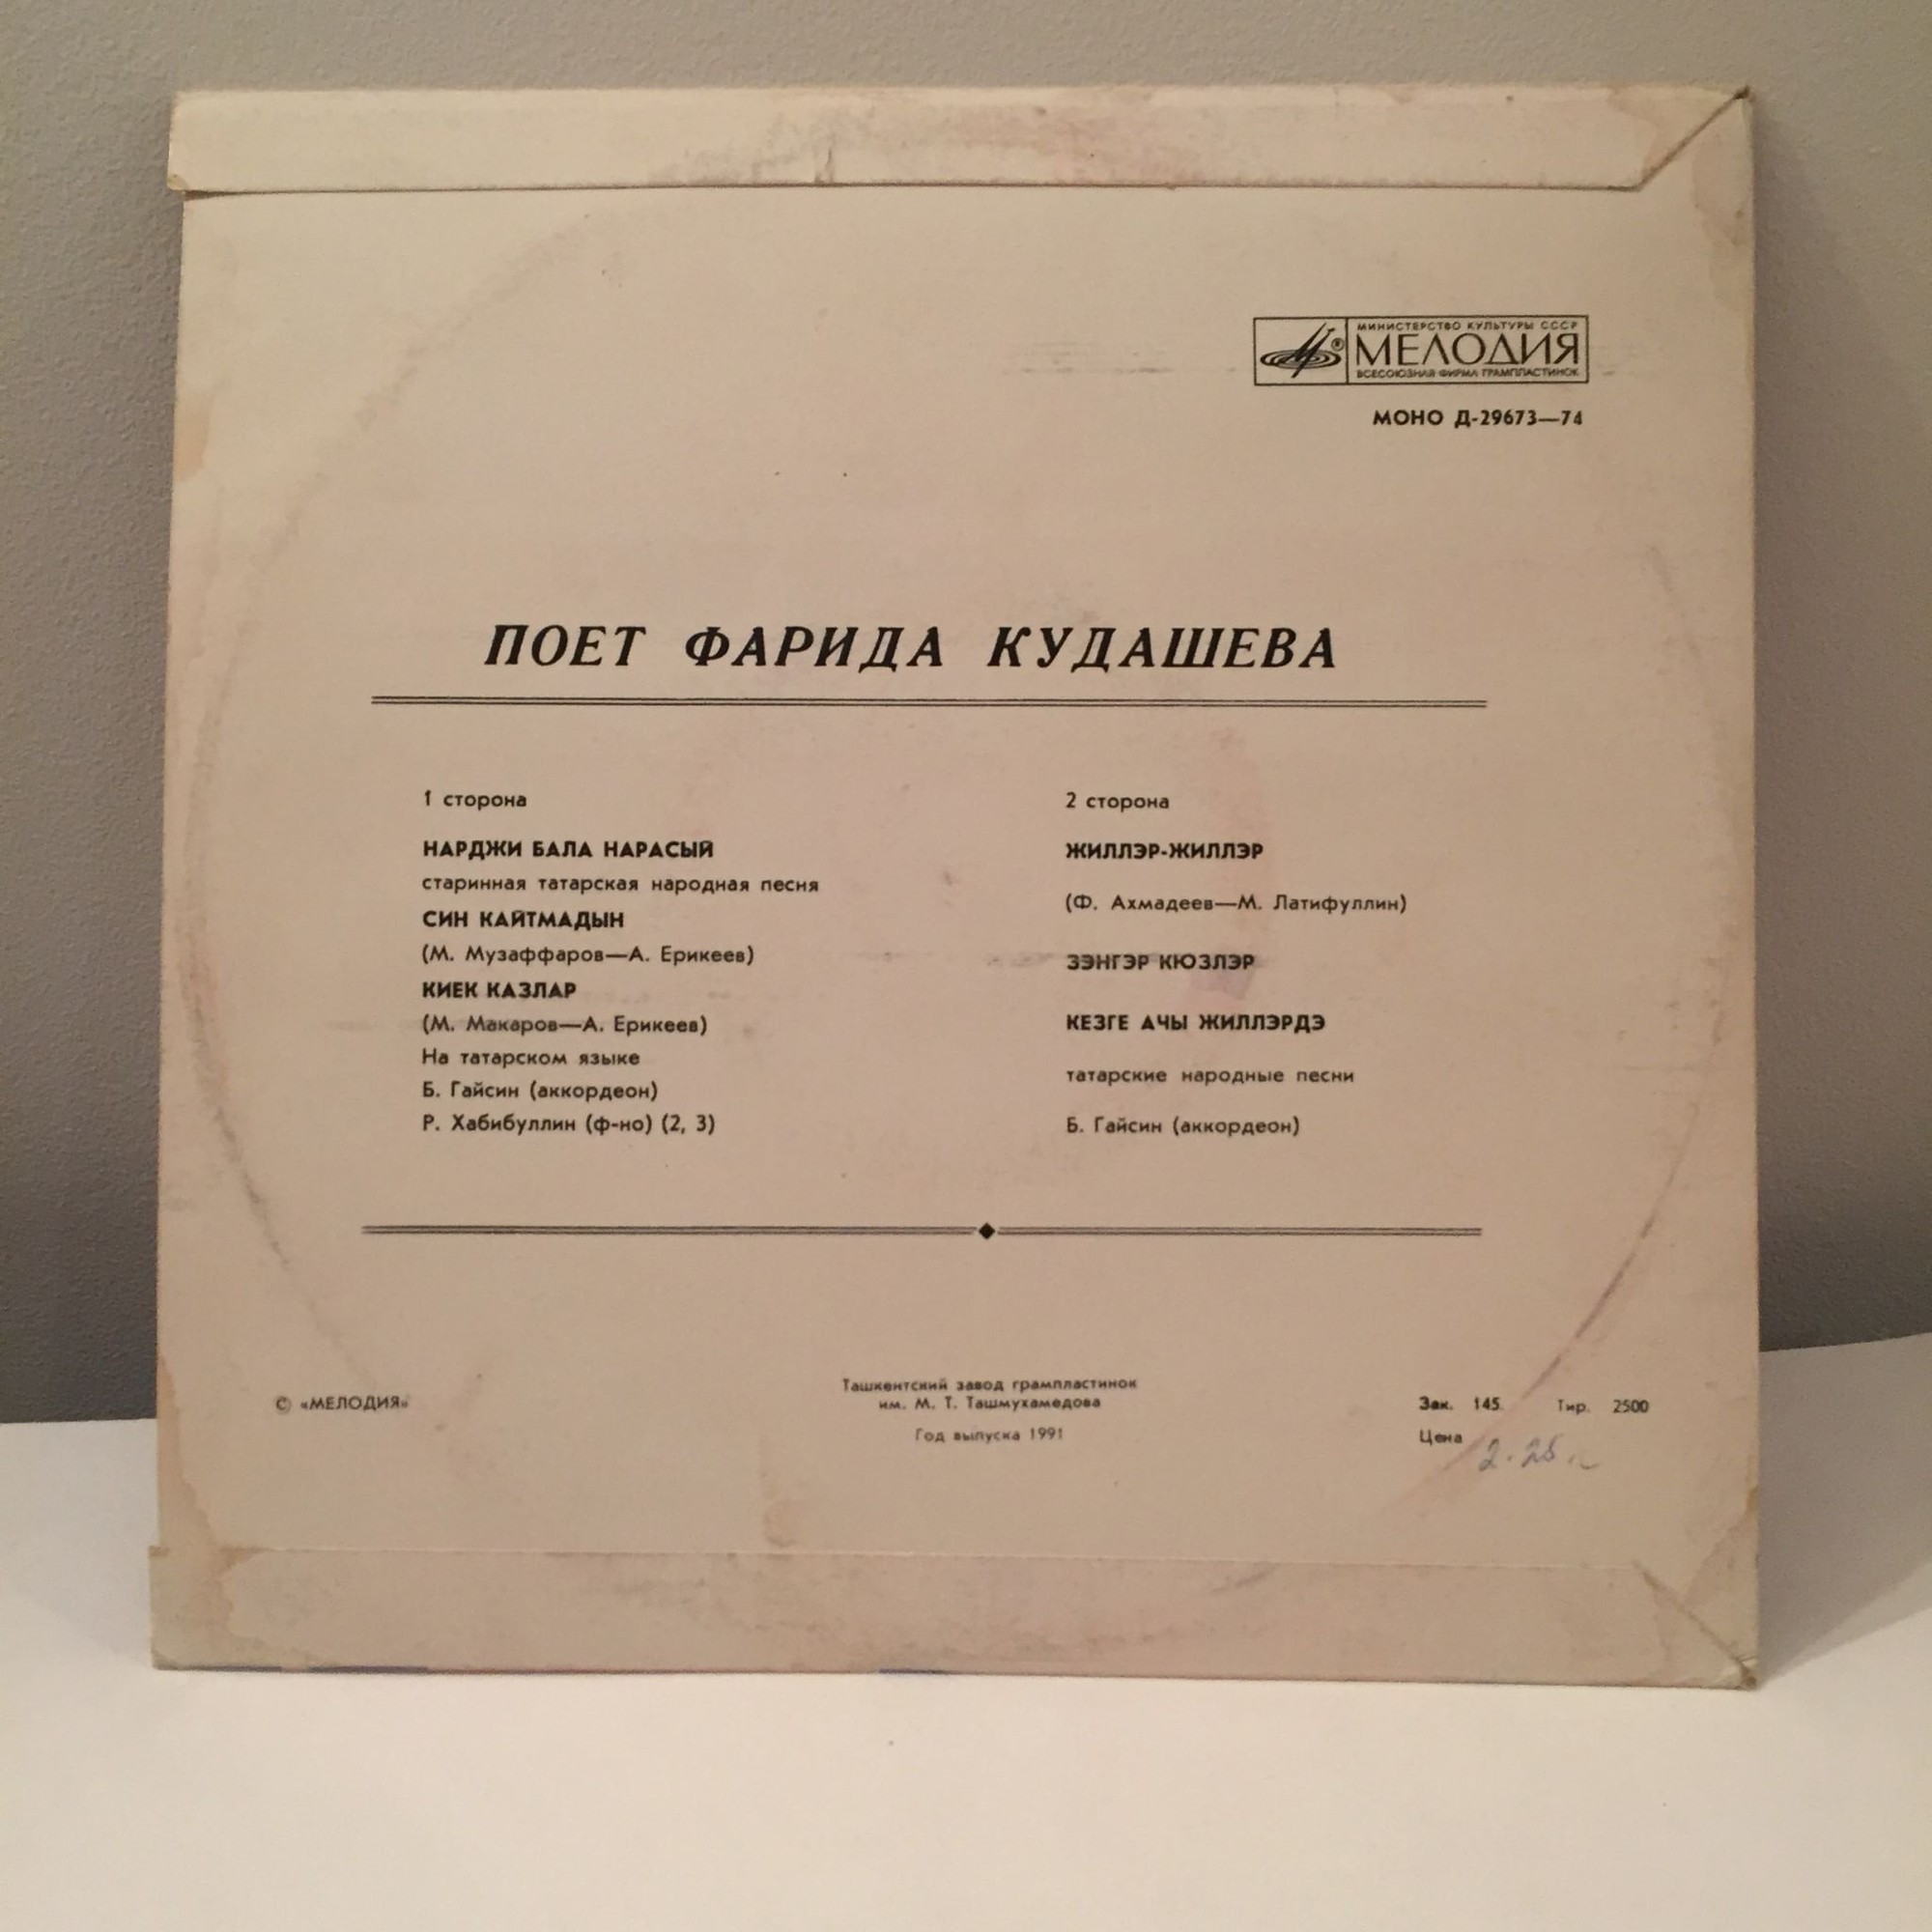 МИНИСТЕРСТВО КУЛЬТУРЫ СССР
МЕЛОДИЯ
ВСЕСОЮЗНАЯ ФИРМА ГРАМПЛАСТИНОК
МОНО Д-29673—74
ПОЕТ ФАРИДА КУДАШЕВА
1 сторона
НАРДЖИ БАЛА НАРАСЫЙ
старинная татарская народная песня
СИН КАЙТМАДЫН
(М. Музаффаров—А. Ерикеев)
КИЕК КАЗЛАР
(М. Макаров—А. Ерикеев)
На татарском языке
Б. Гайсин (аккордеон)
Р. Хабибуллин (ф-но) (2, 3)
2 сторона
ЖИЛЛЭР-ЖИЛЛЭР
(Ф. Ахмадеев—М. Латифуллин)
ЗЭНГЭР КЮЗЛЭР
КЕЗГЕ АЧЫ ЖИЛЛЭРДЭ
татарские народные песни
Б. Гайсин (аккордеон)
© «МЕЛОДИЯ»
Ташкентский завод грампластинок
им. М. Т. Ташмухамедова
Год выпуска 1991
Зак. 145 Тир. 2500
Цена 2.25